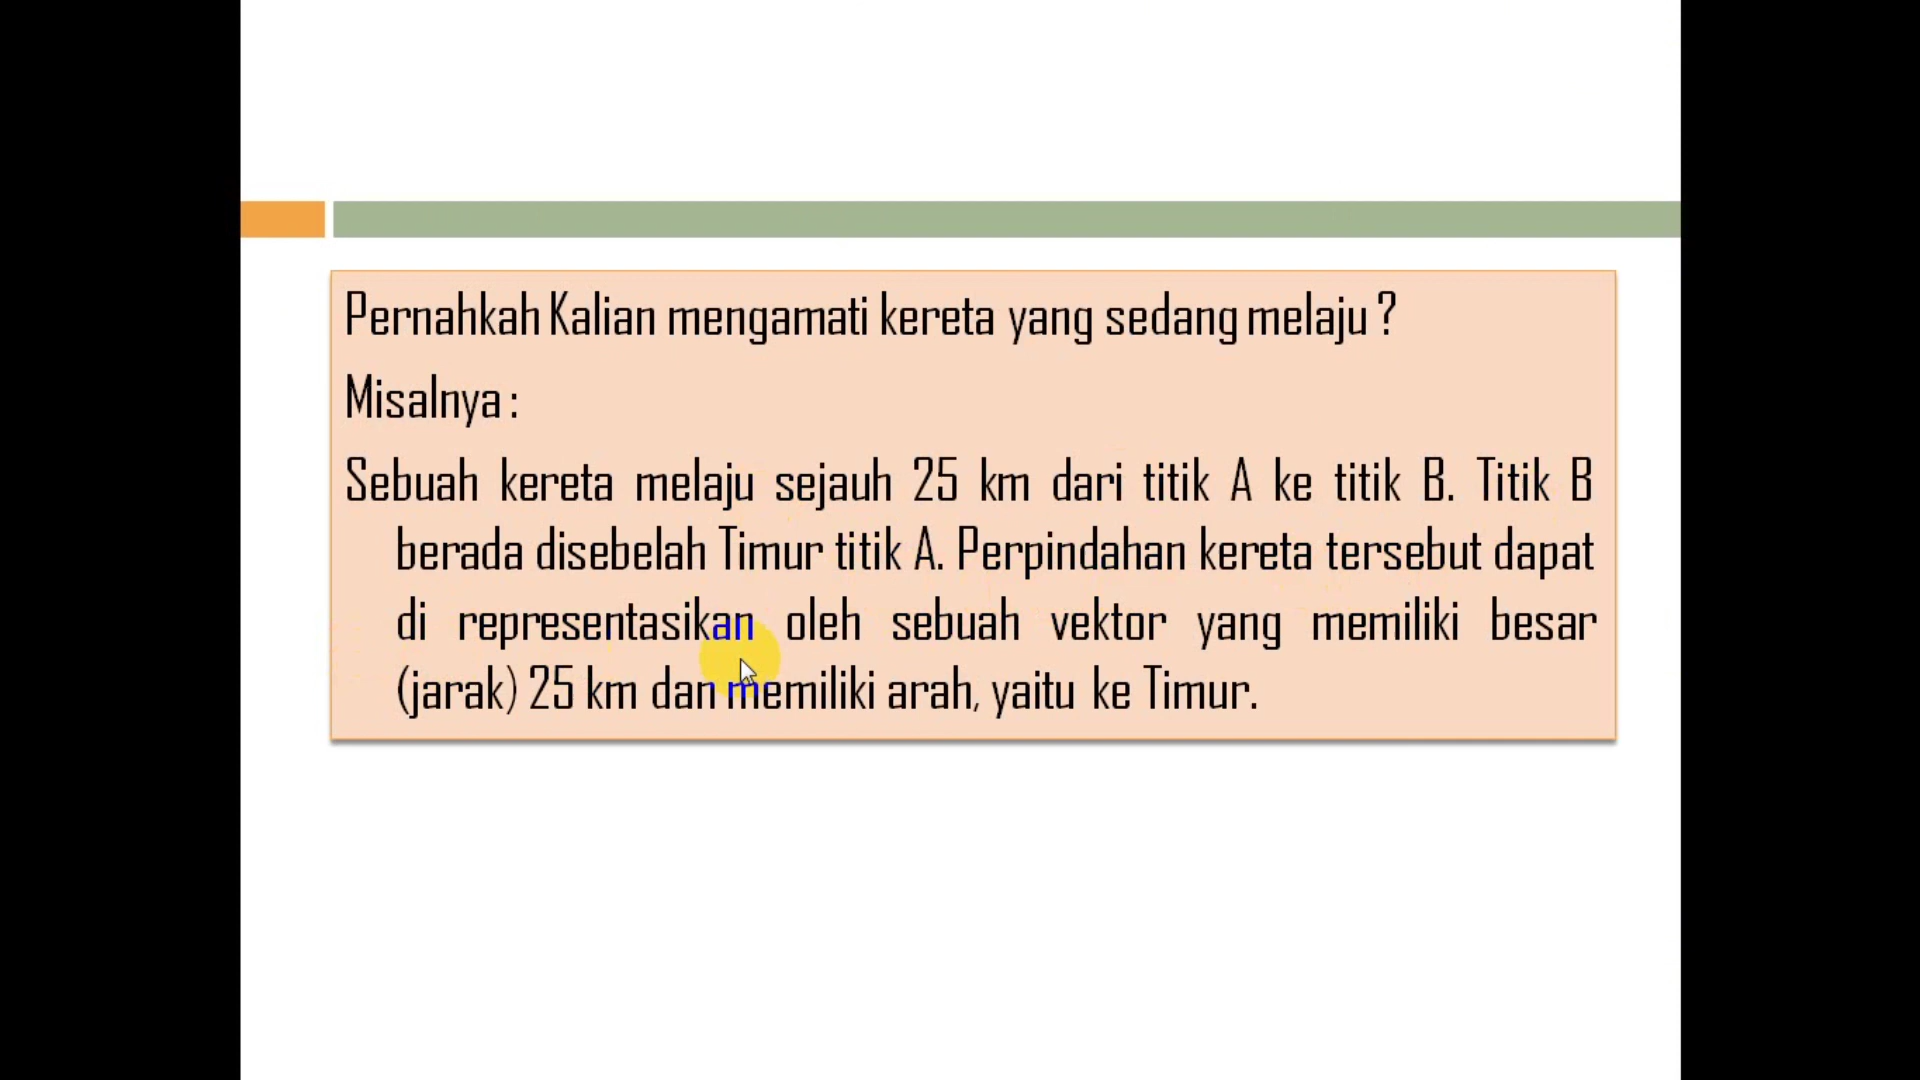 Pernahkah Kalian mengamati kereta yang sedang melaju ?
Misalnya :
Sebuah kereta melaju sejauh 25 km dari titik A ke titik B. Titik B
berada disebelah Timur titik A. Perpindahan kereta tersebut dapat
di representasikan oleh sebuah vektor yang memiliki besar
(jarak) 25 km dan memiliki arah, yaitu ke Timur.